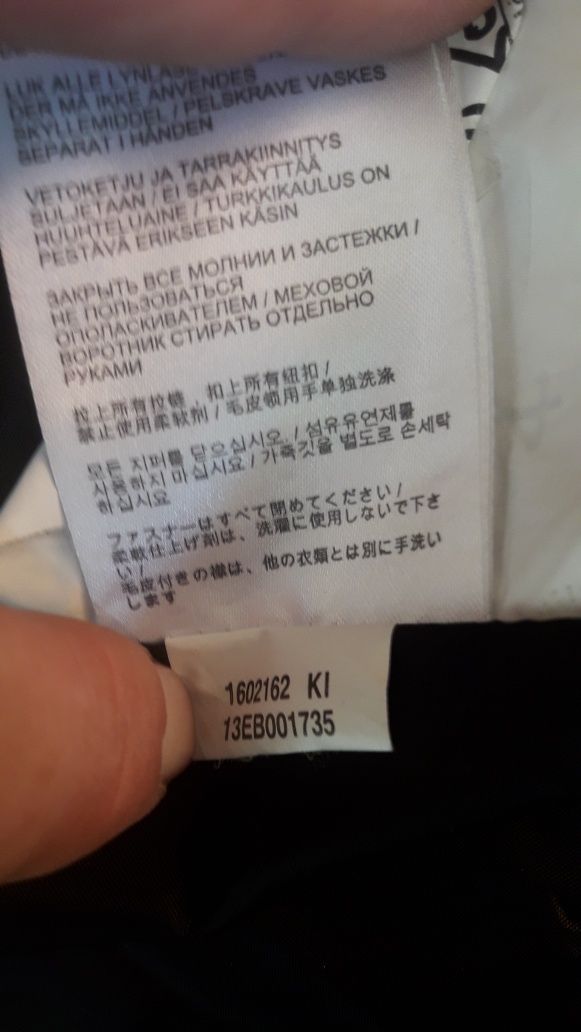 LUK ALLE LYNLÅSE
DER MÅ IKKE ANVENDES
SKYLLEMIDDEL / PELSKRAVE VASKES
SEPARAT I HÅNDEN
VETOKETJU JA TARRAKIINNITYS
SULJETAAN / EI SAA KÄYTTÄÄ
HUUHTELUAINE / TURKKIKAULUS ON
PESTÄVÄ ERIKSEEN KÄSIN
ЗАКРЫТЬ ВСЕ МОЛНИИ И ЗАСТЕЖКИ /
НЕ ПОЛЬЗОВАТЬСЯ
ОПОЛАСКИВАТЕЛЕМ / МЕХОВОЙ
ВОРОТНИК СТИРАТЬ ОТДЕЛЬНО
РУКАМИ
拉上所有拉链，扣上所有纽扣 /
禁止使用柔软剂 / 毛皮领用手单独洗涤
모든 지퍼를 닫으십시오. / 섬유유연제를
사용하지 마십시요 / 가죽깃을 별도로 손세탁
하십시요
ファスナーはすべて閉めてください /
柔軟仕上げ剤は、洗濯に使用しないで下さ
い /
毛皮付きの襟は、他の衣類とは別に手洗い
します
1602162 KI
13EB001735